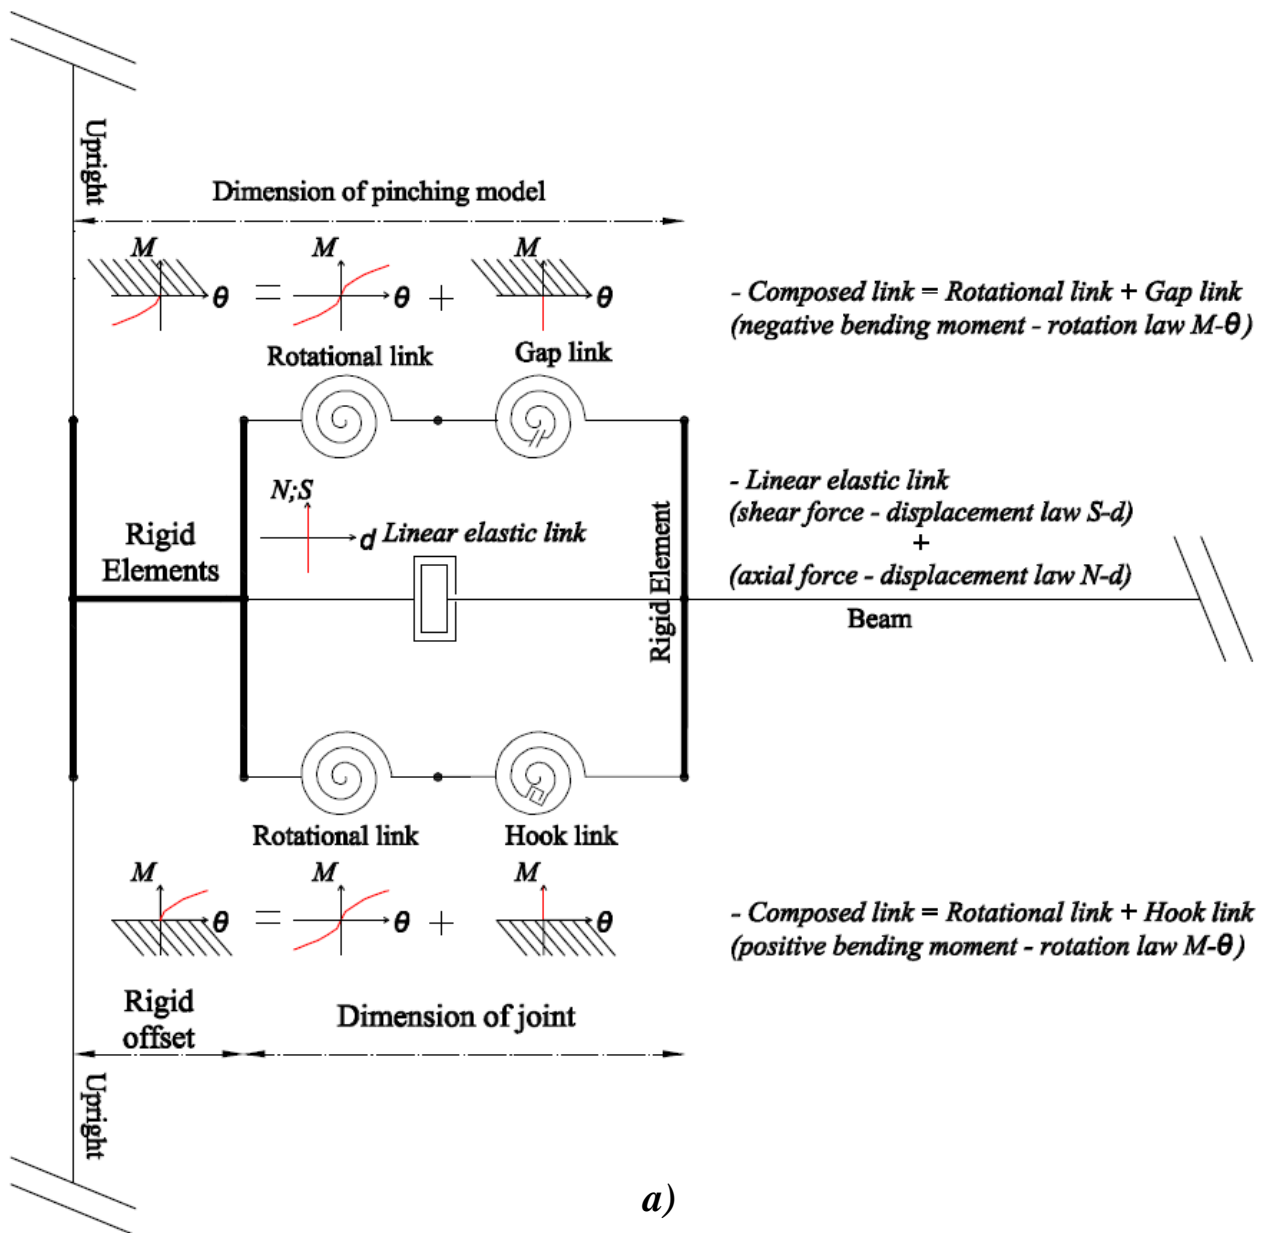 Upright
Dimension of pinching model
M θ = M θ + M θ
- Composed link = Rotational link + Gap link
(negative bending moment - rotation law M-θ)
Rotational link
Gap link
N;S
d Linear elastic link
- Linear elastic link
(shear force - displacement law S-d)
+
(axial force - displacement law N-d)
Rigid
Elements
Rigid Element
Beam
Rotational link
Hook link
M θ = M θ + M θ
- Composed link = Rotational link + Hook link
(positive bending moment - rotation law M-θ)
Rigid
offset
Dimension of joint
Upright
a)